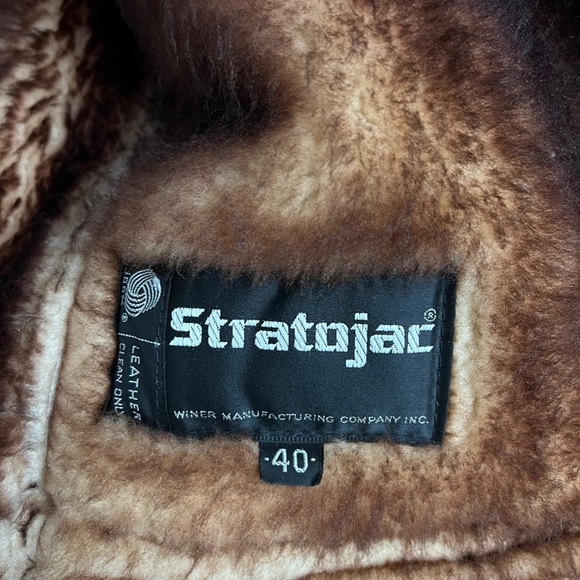 Stratojac®
WINER MANUFACTURING COMPANY INC.
LEATHER
CLEAN ONLY
®
·40·